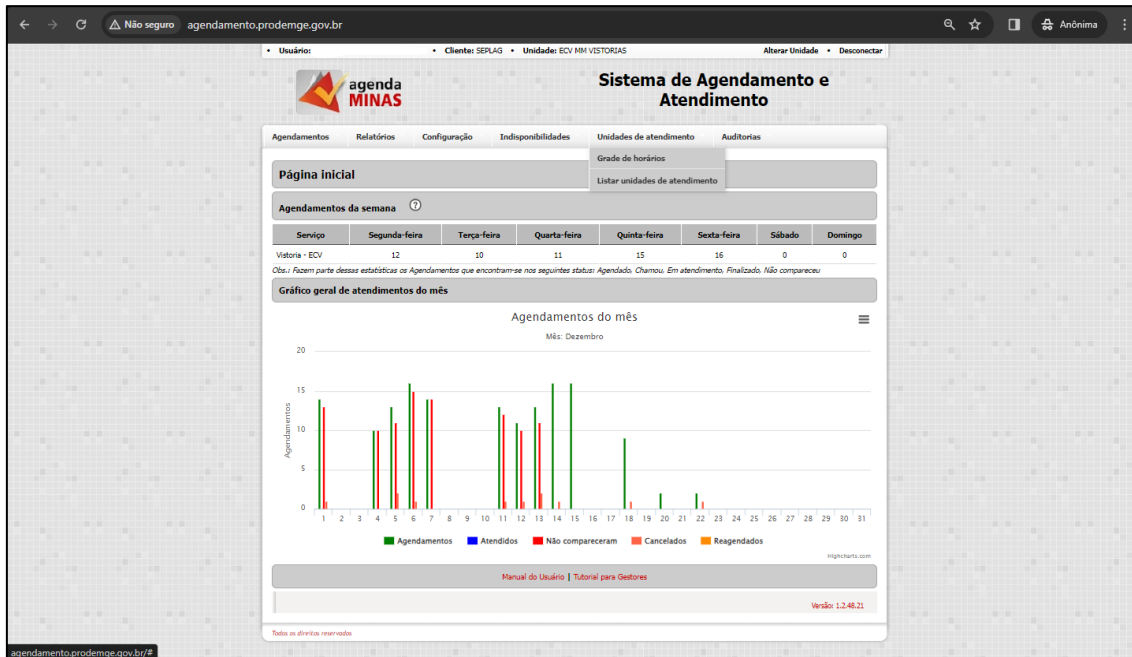 Não seguro agendamento.prodemge.gov.br Anônima
• Usuário: • Cliente: SEPLAG • Unidade: ECV MM VISTORIAS Alterar Unidade • Desconectar
agenda
MINAS
Sistema de Agendamento e
Atendimento
Agendamentos Relatórios Configuração Indisponibilidades Unidades de atendimento Auditorias
Grade de horários
Listar unidades de atendimento
Página inicial
Agendamentos da semana ?
Serviço Segunda-feira Terça-feira Quarta-feira Quinta-feira Sexta-feira Sábado Domingo
Vistoria - ECV 12 10 11 15 16 0 0
Obs.: Fazem parte dessas estatísticas os Agendamentos que encontram-se nos seguintes status: Agendado, Chamou, Em atendimento, Finalizado, Não compareceu
Gráfico geral de atendimentos do mês
Agendamentos do mês
Mês: Dezembro
Agendamentos
20
15
10
5
0
1 2 3 4 5 6 7 8 9 10 11 12 13 14 15 16 17 18 19 20 21 22 23 24 25 26 27 28 29 30 31
Agendamentos Atendidos Não compareceram Cancelados Reagendados
Highcharts.com
Manual do Usuário | Tutorial para Gestores
Versão: 1.2.48.21
Todos os direitos reservados
agendamento.prodemge.gov.br/#